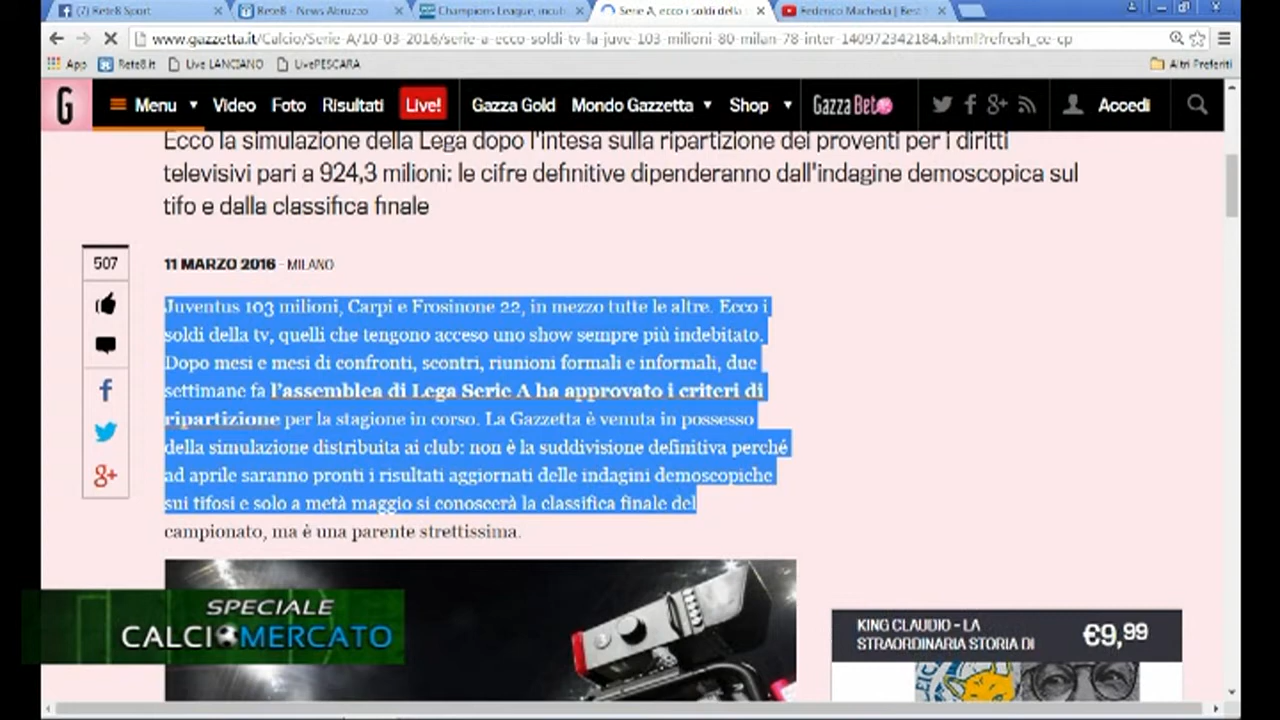 (7) Rete8 Sport
Rete8 - News Abruzzo
Champions League, incub
Serie A, ecco i soldi della
Federico Macheda | Best
www.gazzetta.it/Calcio/Serie-A/10-03-2016/serie-a-ecco-soldi-tv-la-juve-103-milioni-80-milan-78-inter-140972342184.shtml?refresh_ce-cp
App Rete8.it Live LANCIANO LivePESCARA Altri Preferiti
G Menu Video Foto Risultati Live! Gazza Gold Mondo Gazzetta Shop Gazza Bet Accedi
Ecco la simulazione della Lega dopo l'intesa sulla ripartizione dei proventi per i diritti
televisivi pari a 924,3 milioni: le cifre definitive dipenderanno dall'indagine demoscopica sul
tifo e dalla classifica finale
507
11 MARZO 2016 - MILANO
Juventus 103 milioni, Carpi e Frosinone 22, in mezzo tutte le altre. Ecco i
soldi della tv, quelli che tengono acceso uno show sempre più indebitato.
Dopo mesi e mesi di confronti, scontri, riunioni formali e informali, due
settimane fa l'assemblea di Lega Serie A ha approvato i criteri di
ripartizione per la stagione in corso. La Gazzetta è venuta in possesso
della simulazione distribuita ai club: non è la suddivisione definitiva perché
ad aprile saranno pronti i risultati aggiornati delle indagini demoscopiche
sui tifosi e solo a metà maggio si conoscerà la classifica finale del
campionato, ma è una parente strettissima.
SPECIALE
CALCIOMERCATO
KING CLAUDIO - LA
STRAORDINARIA STORIA DI
€9,99